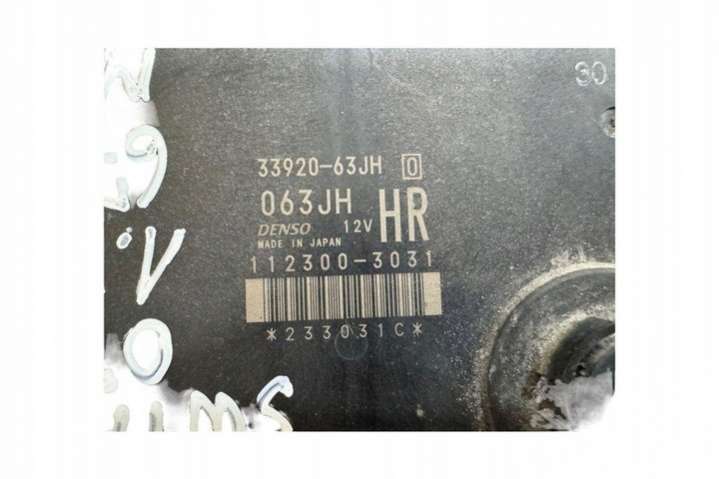 30
33920-63JH 0
063JH HR
DENSO 12V
MADE IN JAPAN
112300-3031
*233031C*